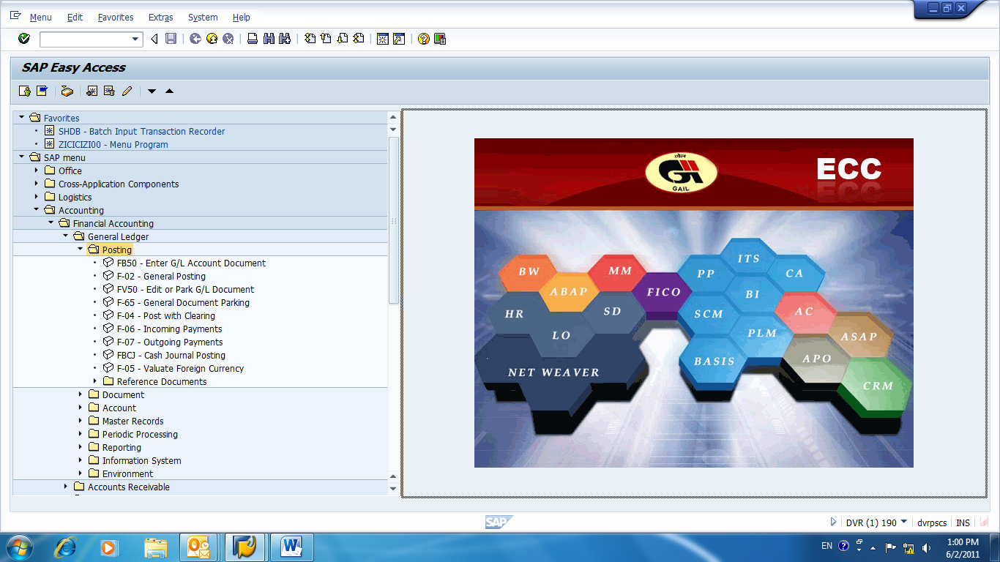 Menu Edit Favorites Extras System Help
SAP Easy Access
Favorites
SHDB - Batch Input Transaction Recorder
ZICICIZI00 - Menu Program
SAP menu
Office
Cross-Application Components
Logistics
Accounting
Financial Accounting
General Ledger
Posting
FB50 - Enter G/L Account Document
F-02 - General Posting
FV50 - Edit or Park G/L Document
F-65 - General Document Parking
F-04 - Post with Clearing
F-06 - Incoming Payments
F-07 - Outgoing Payments
FBCJ - Cash Journal Posting
F-05 - Valuate Foreign Currency
Reference Documents
Document
Account
Master Records
Periodic Processing
Reporting
Information System
Environment
Accounts Receivable
गेल
GAIL
ECC
ITS
BW MM PP CA
ABAP FICO BI
HR SD SCM AC
LO PLM ASAP
BASIS APO
NET WEAVER
CRM
SAP
DVR (1) 190 dvrpscs INS
EN 1:00 PM
6/2/2011